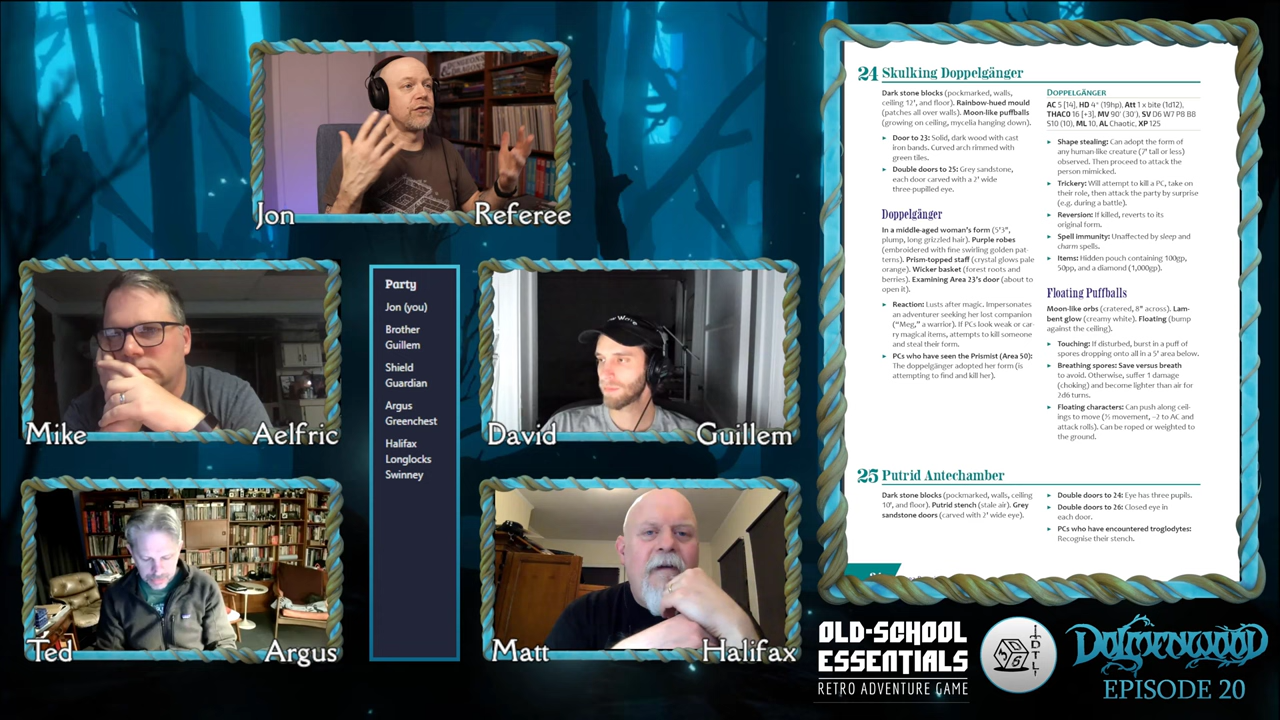 DUNGEONS
& DRAGONS
Jon
Referee
Mike
Aelfric
David
Guillem
Ted
Argus
Matt
Halifax
Party
Jon (you)
Brother
Guillem
Shield
Guardian
Argus
Greenchest
Halifax
Longlocks
Swinney
24 Skulking Doppelgänger
Dark stone blocks (pockmarked, walls,
ceiling 12', and floor). Rainbow-hued mould
(patches all over walls). Moon-like puffballs
(growing on ceiling, mycelia hanging down).
► Door to 23: Solid, dark wood with cast
iron bands. Curved arch rimmed with
green tiles.
► Double doors to 25: Grey sandstone,
each door carved with a 2' wide
three-pupilled eye.
Doppelgänger
In a middle-aged woman's form (5'3",
plump, long grizzled hair). Purple robes
(embroidered with fine swirling golden pat-
terns). Prism-topped staff (crystal glows pale
orange). Wicker basket (forest roots and
berries). Examining Area 23's door (about to
open it).
► Reaction: Lusts after magic. Impersonates
an adventurer seeking her lost companion
("Meg," a warrior). If PCs look weak or car-
ry magical items, attempts to kill someone
and steal their form.
► PCs who have seen the Prismist (Area 50):
The doppelgänger adopted her form (is
attempting to find and kill her).
DOPPELGÄNGER
AC 5 [14], HD 4* (19hp), Att 1 x bite (1d12),
THAC0 16 [+3], MV 90' (30'), SV D6 W7 P8 B8
S10 (10), ML 10, AL Chaotic, XP 125
► Shape stealing: Can adopt the form of
any human-like creature (7' tall or less)
observed. Then proceed to attack the
person mimicked.
► Trickery: Will attempt to kill a PC, take on
their role, then attack the party by surprise
(e.g. during a battle).
► Reversion: If killed, reverts to its
original form.
► Spell immunity: Unaffected by sleep and
charm spells.
► Items: Hidden pouch containing 100gp,
50pp, and a diamond (1,000gp).
Floating Puffballs
Moon-like orbs (cratered, 8" across). Lam-
bent glow (creamy white). Floating (bump
against the ceiling).
► Touching: If disturbed, burst in a puff of
spores dropping onto all in a 5' area below.
► Breathing spores: Save versus breath
to avoid. Otherwise, suffer 1 damage
(choking) and become lighter than air for
2d6 turns.
► Floating characters: Can push along ceil-
ings to move (½ movement, –2 to AC and
attack rolls). Can be roped or weighted to
the ground.
25 Putrid Antechamber
Dark stone blocks (pockmarked, walls, ceiling
10', and floor). Putrid stench (stale air). Grey
sandstone doors (carved with 2' wide eye).
► Double doors to 24: Eye has three pupils.
► Double doors to 26: Closed eye in
each door.
► PCs who have encountered troglodytes:
Recognise their stench.
OLD-SCHOOL
ESSENTIALS
RETRO ADVENTURE GAME
ITDTL
Dolmenwood
EPISODE 20